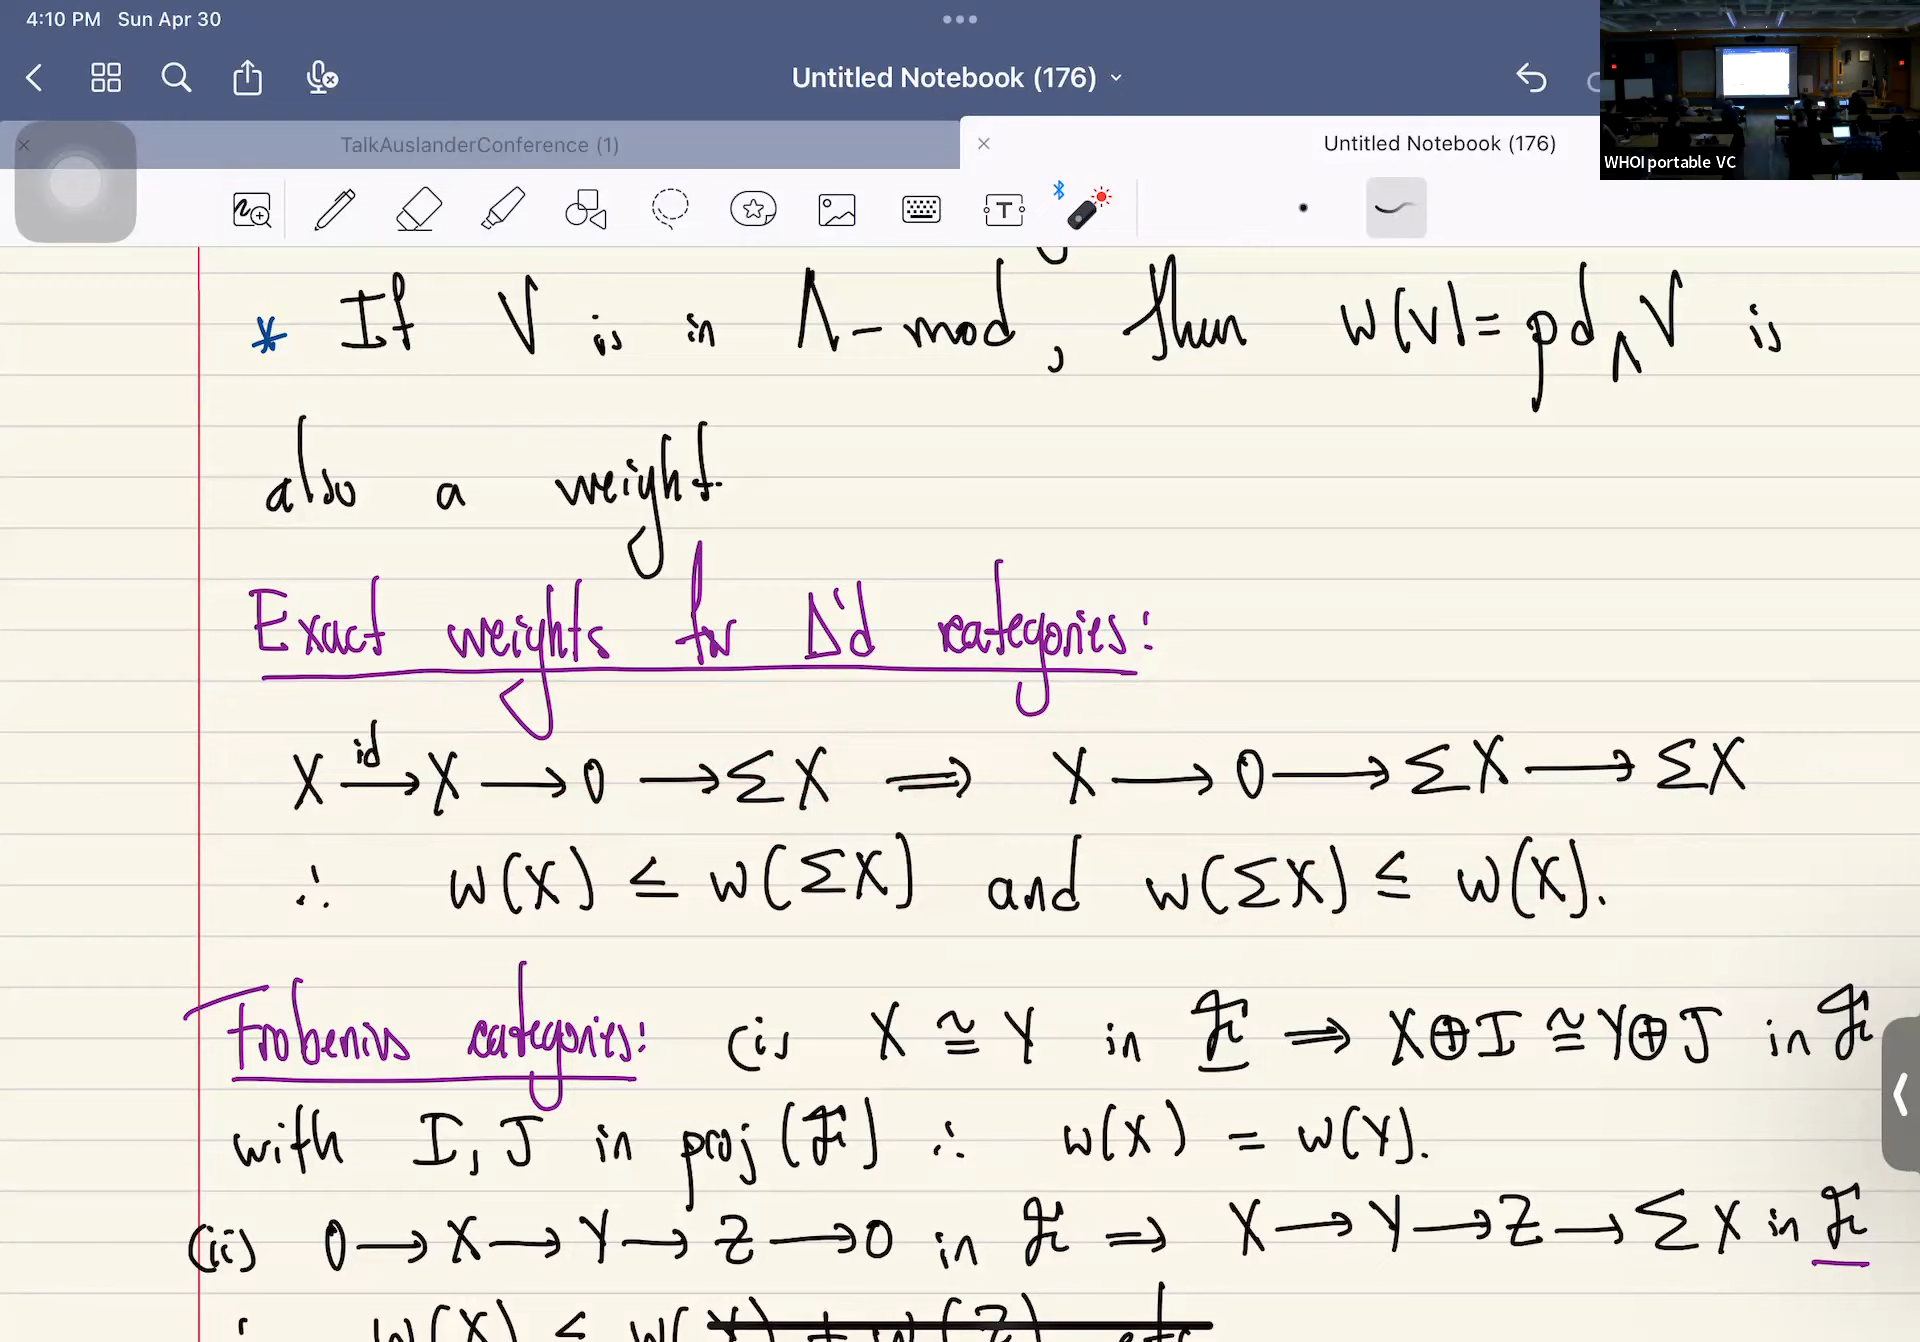 4:10 PM Sun Apr 30
Untitled Notebook (176)
TalkAuslanderConference (1)
Untitled Notebook (176)
WHOI portable VC
T
* If V is in Λ-mod, then w(V) = pd_Λ V is
also a weight.
Exact weights for Δ'd categories:
X —id→ X → 0 → ΣX ⟹ X → 0 → ΣX → ΣX
∴ w(X) ≤ w(ΣX) and w(ΣX) ≤ w(X).
Frobenius categories: (i) X ≅ Y in <u>ℱ</u> ⟹ X⊕I ≅ Y⊕J in ℱ
with I, J in proj(ℱ) ∴ w(X) = w(Y).
(ii) 0 → X → Y → Z → 0 in ℱ ⟹ X → Y → Z → ΣX in <u>ℱ</u>
∴ w(X) ≤ w(Y) + w(Z) etc